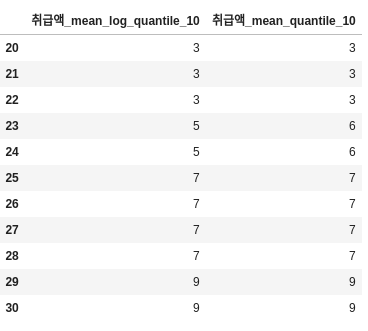 취급액_mean_log_quantile_10 취급액_mean_quantile_10
20 3 3
21 3 3
22 3 3
23 5 6
24 5 6
25 7 7
26 7 7
27 7 7
28 7 7
29 9 9
30 9 9